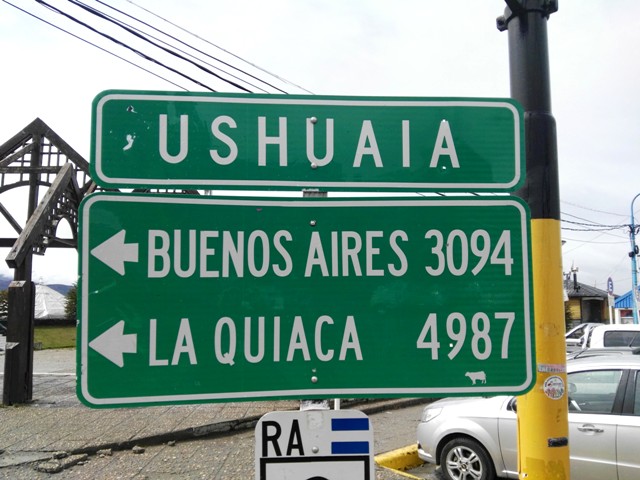 USHUAIA
BUENOS AIRES 3094
LA QUIACA 4987
RA